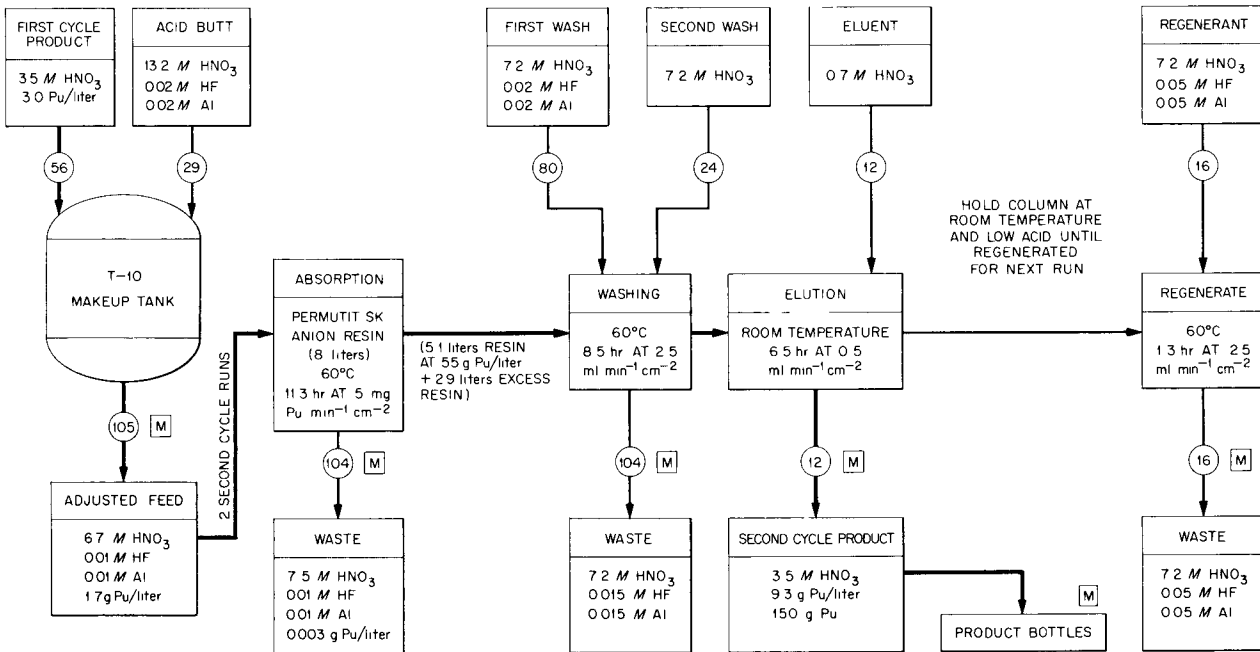 FIRST CYCLE
PRODUCT
35 M HNO₃
30 Pu/liter
ACID BUTT
132 M HNO₃
002 M HF
002 M Al
FIRST WASH
72 M HNO₃
002 M HF
002 M Al
SECOND WASH
72 M HNO₃
ELUENT
07 M HNO₃
REGENERANT
72 M HNO₃
005 M HF
005 M Al
56
29
80
24
12
16
T-10
MAKEUP TANK
HOLD COLUMN AT
ROOM TEMPERATURE
AND LOW ACID UNTIL
REGENERATED
FOR NEXT RUN
105
M
2 SECOND CYCLE RUNS
ABSORPTION
PERMUTIT SK
ANION RESIN
(8 liters)
60°C
11.3 hr AT 5 mg
Pu min⁻¹ cm⁻²
(51 liters RESIN
AT 55 g Pu/liter
+ 29 liters EXCESS
RESIN)
WASHING
60°C
85 hr AT 25
ml min⁻¹ cm⁻²
ELUTION
ROOM TEMPERATURE
65 hr AT 05
ml min⁻¹ cm⁻²
REGENERATE
60°C
13 hr AT 25
ml min⁻¹ cm⁻²
104
M
104
M
12
M
16
M
ADJUSTED FEED
67 M HNO₃
001 M HF
0.01 M Al
17g Pu/liter
WASTE
75 M HNO₃
001 M HF
001 M Al
0003 g Pu/liter
WASTE
72 M HNO₃
0015 M HF
0015 M Al
SECOND CYCLE PRODUCT
35 M HNO₃
93 g Pu/liter
150 g Pu
M
PRODUCT BOTTLES
WASTE
72 M HNO₃
005 M HF
005 M Al